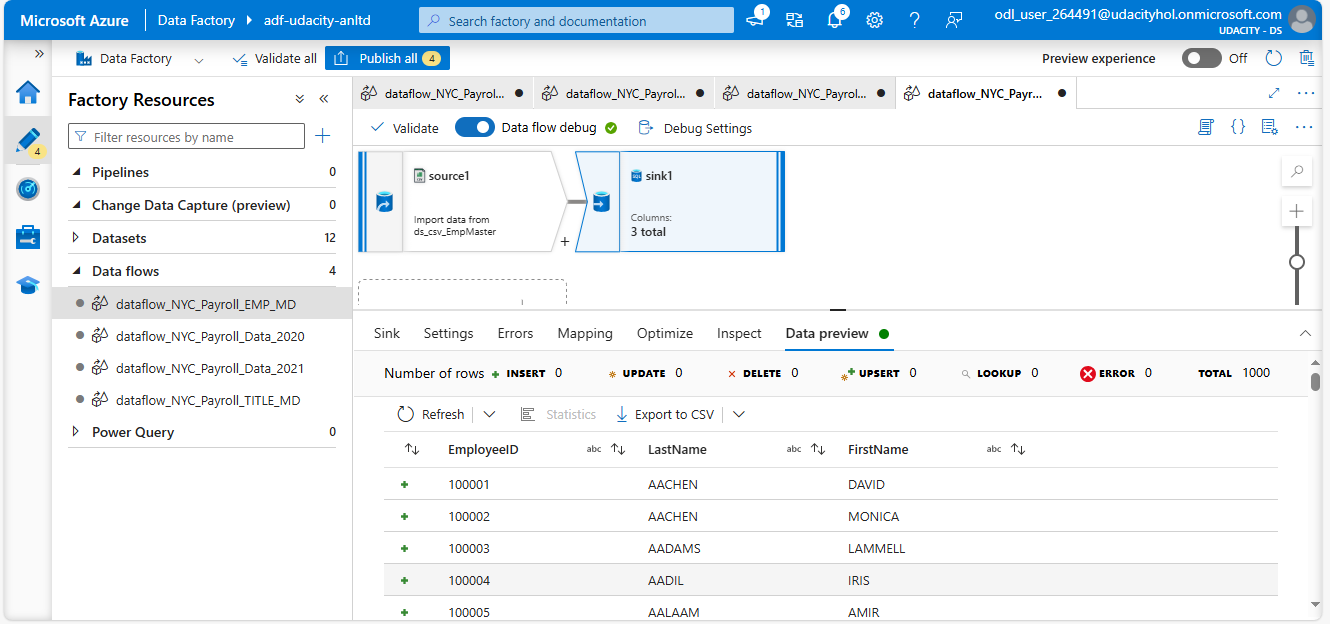 Microsoft Azure Data Factory adf-udacity-anltd Search factory and documentation 1 6 odl_user_264491@udacityhol.onmicrosoft.com
UDACITY - DS
Data Factory Validate all Publish all 4 Preview experience Off
4
Factory Resources
Filter resources by name
Pipelines 0
Change Data Capture (preview) 0
Datasets 12
Data flows 4
dataflow_NYC_Payroll_EMP_MD
dataflow_NYC_Payroll_Data_2020
dataflow_NYC_Payroll_Data_2021
dataflow_NYC_Payroll_TITLE_MD
Power Query 0
dataflow_NYC_Payrol... dataflow_NYC_Payrol... dataflow_NYC_Payrol... dataflow_NYC_Payr...
Validate Data flow debug Debug Settings
source1
Import data from
ds_csv_EmpMaster
sink1
Columns:
3 total
Sink Settings Errors Mapping Optimize Inspect Data preview
Number of rows INSERT 0 UPDATE 0 DELETE 0 UPSERT 0 LOOKUP 0 ERROR 0 TOTAL 1000
Refresh Statistics Export to CSV
EmployeeID abc LastName abc FirstName abc
100001 AACHEN DAVID
100002 AACHEN MONICA
100003 AADAMS LAMMELL
100004 AADIL IRIS
100005 AALAAM AMIR